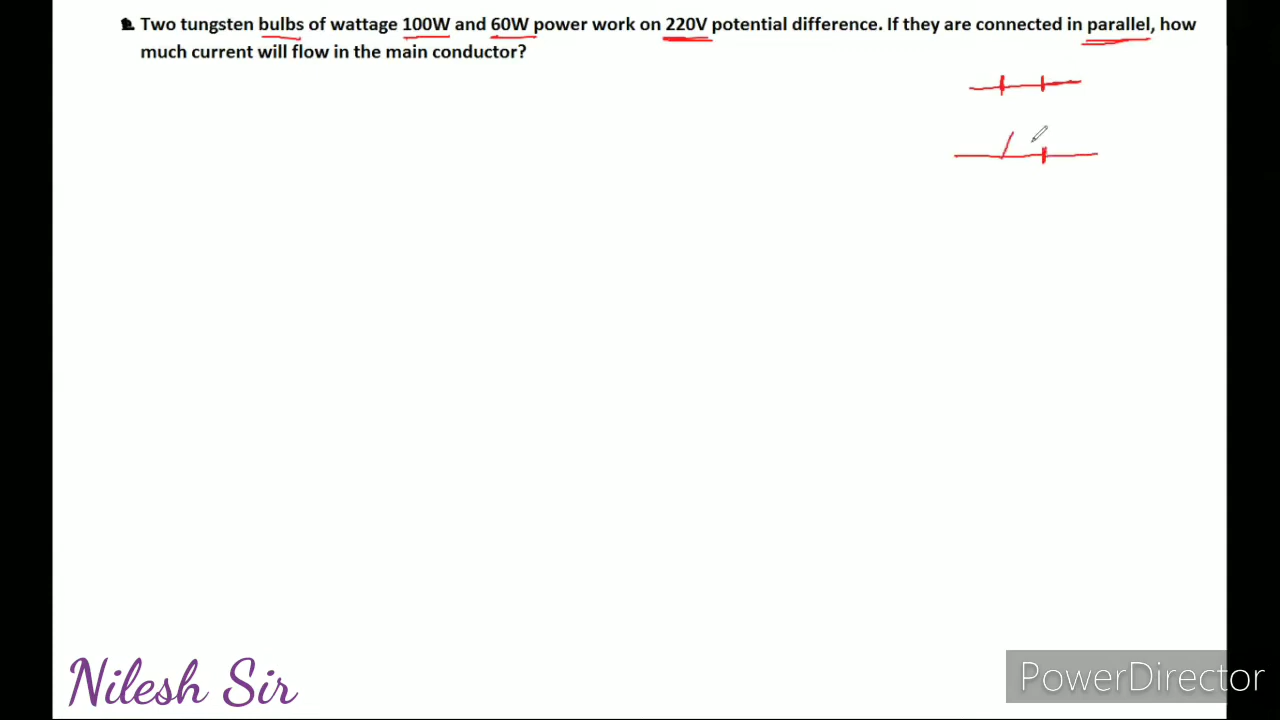 Two tungsten bulbs of wattage 100W and 60W power work on 220V potential difference. If they are connected in parallel, how
much current will flow in the main conductor?
Nilesh Sir
PowerDirector